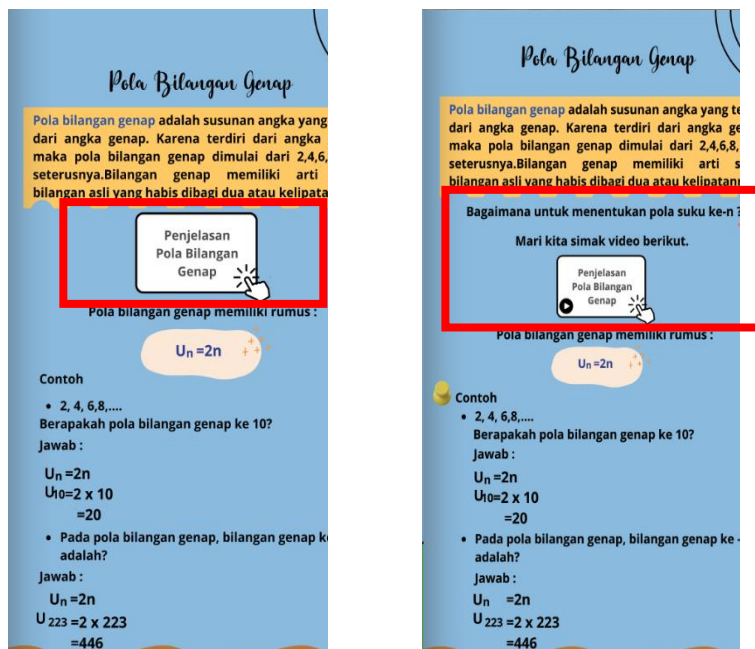 Pola Bilangan Genap
Pola bilangan genap adalah susunan angka yang
dari angka genap. Karena terdiri dari angka
maka pola bilangan genap dimulai dari 2,4,6,
seterusnya.Bilangan genap memiliki arti
bilangan asli yang habis dibagi dua atau kelipata
Penjelasan
Pola Bilangan
Genap
Pola bilangan genap memiliki rumus :
Un =2n
Contoh
• 2, 4, 6,8,....
Berapakah pola bilangan genap ke 10?
Jawab :
Un =2n
U10=2 x 10
=20
• Pada pola bilangan genap, bilangan genap k
adalah?
Jawab :
Un =2n
U 223 =2 x 223
=446
Pola Bilangan Genap
Pola bilangan genap adalah susunan angka yang te
dari angka genap. Karena terdiri dari angka ge
maka pola bilangan genap dimulai dari 2,4,6,8,
seterusnya.Bilangan genap memiliki arti s
bilangan asli yang habis dibagi dua atau kelipatan
Bagaimana untuk menentukan pola suku ke-n ?
Mari kita simak video berikut.
Penjelasan
Pola Bilangan
Genap
Pola bilangan genap memiliki rumus :
Un =2n
Contoh
• 2, 4, 6,8,....
Berapakah pola bilangan genap ke 10?
Jawab :
Un =2n
U10=2 x 10
=20
• Pada pola bilangan genap, bilangan genap ke -
adalah?
Jawab :
Un =2n
U 223 =2 x 223
=446